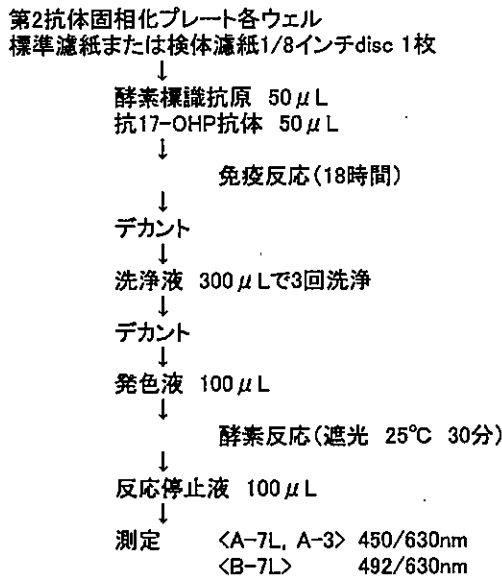 第2抗体固相化プレート各ウェル
標準濾紙または検体濾紙1/8インチdisc 1枚
↓
酵素標識抗原 50μL
抗17-OHP抗体 50μL
↓
免疫反応(18時間)
↓
デカント
↓
洗浄液 300μLで3回洗浄
↓
デカント
↓
発色液 100μL
↓
酵素反応(遮光 25℃ 30分)
↓
反応停止液 100μL
↓
測定 <A-7L, A-3> 450/630nm
<B-7L> 492/630nm